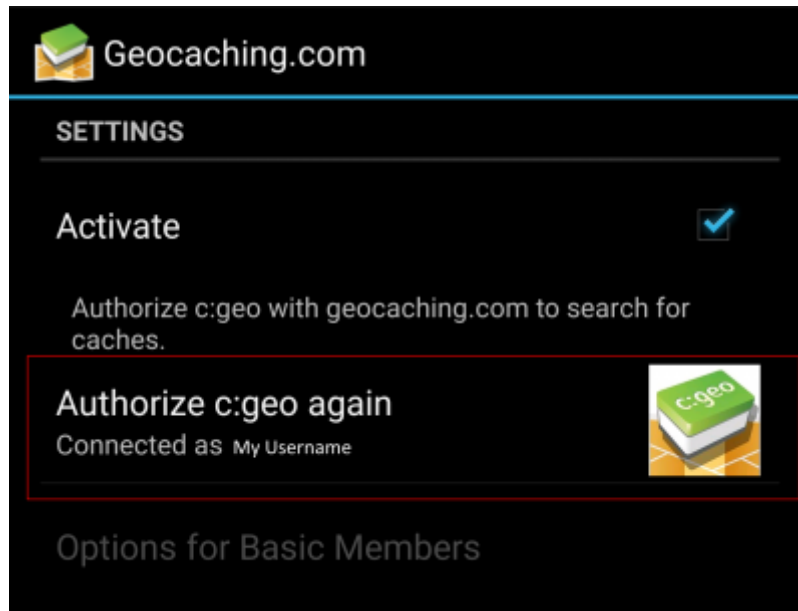 Geocaching.com
SETTINGS
Activate
Authorize c:geo with geocaching.com to search for
caches.
Authorize c:geo again
c:geo
Connected as My Username
Options for Basic Members